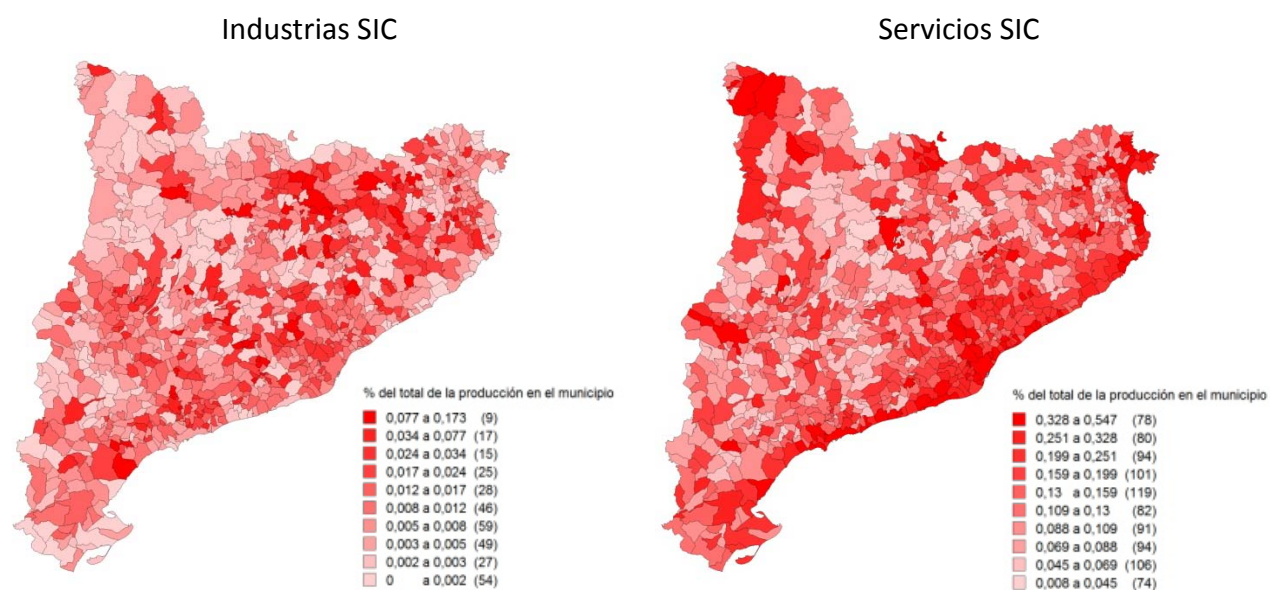 Industrias SIC
Servicios SIC
% del total de la producción en el municipio
0,077 a 0,173 (9)
0,034 a 0,077 (17)
0,024 a 0,034 (15)
0,017 a 0,024 (25)
0,012 a 0,017 (28)
0,008 a 0,012 (46)
0,005 a 0,008 (59)
0,003 a 0,005 (49)
0,002 a 0,003 (27)
0 a 0,002 (54)
% del total de la producción en el municipio
0,328 a 0,547 (78)
0,251 a 0,328 (80)
0,199 a 0,251 (94)
0,159 a 0,199 (101)
0,13 a 0,159 (119)
0,109 a 0,13 (82)
0,088 a 0,109 (91)
0,069 a 0,088 (94)
0,045 a 0,069 (106)
0,008 a 0,045 (74)